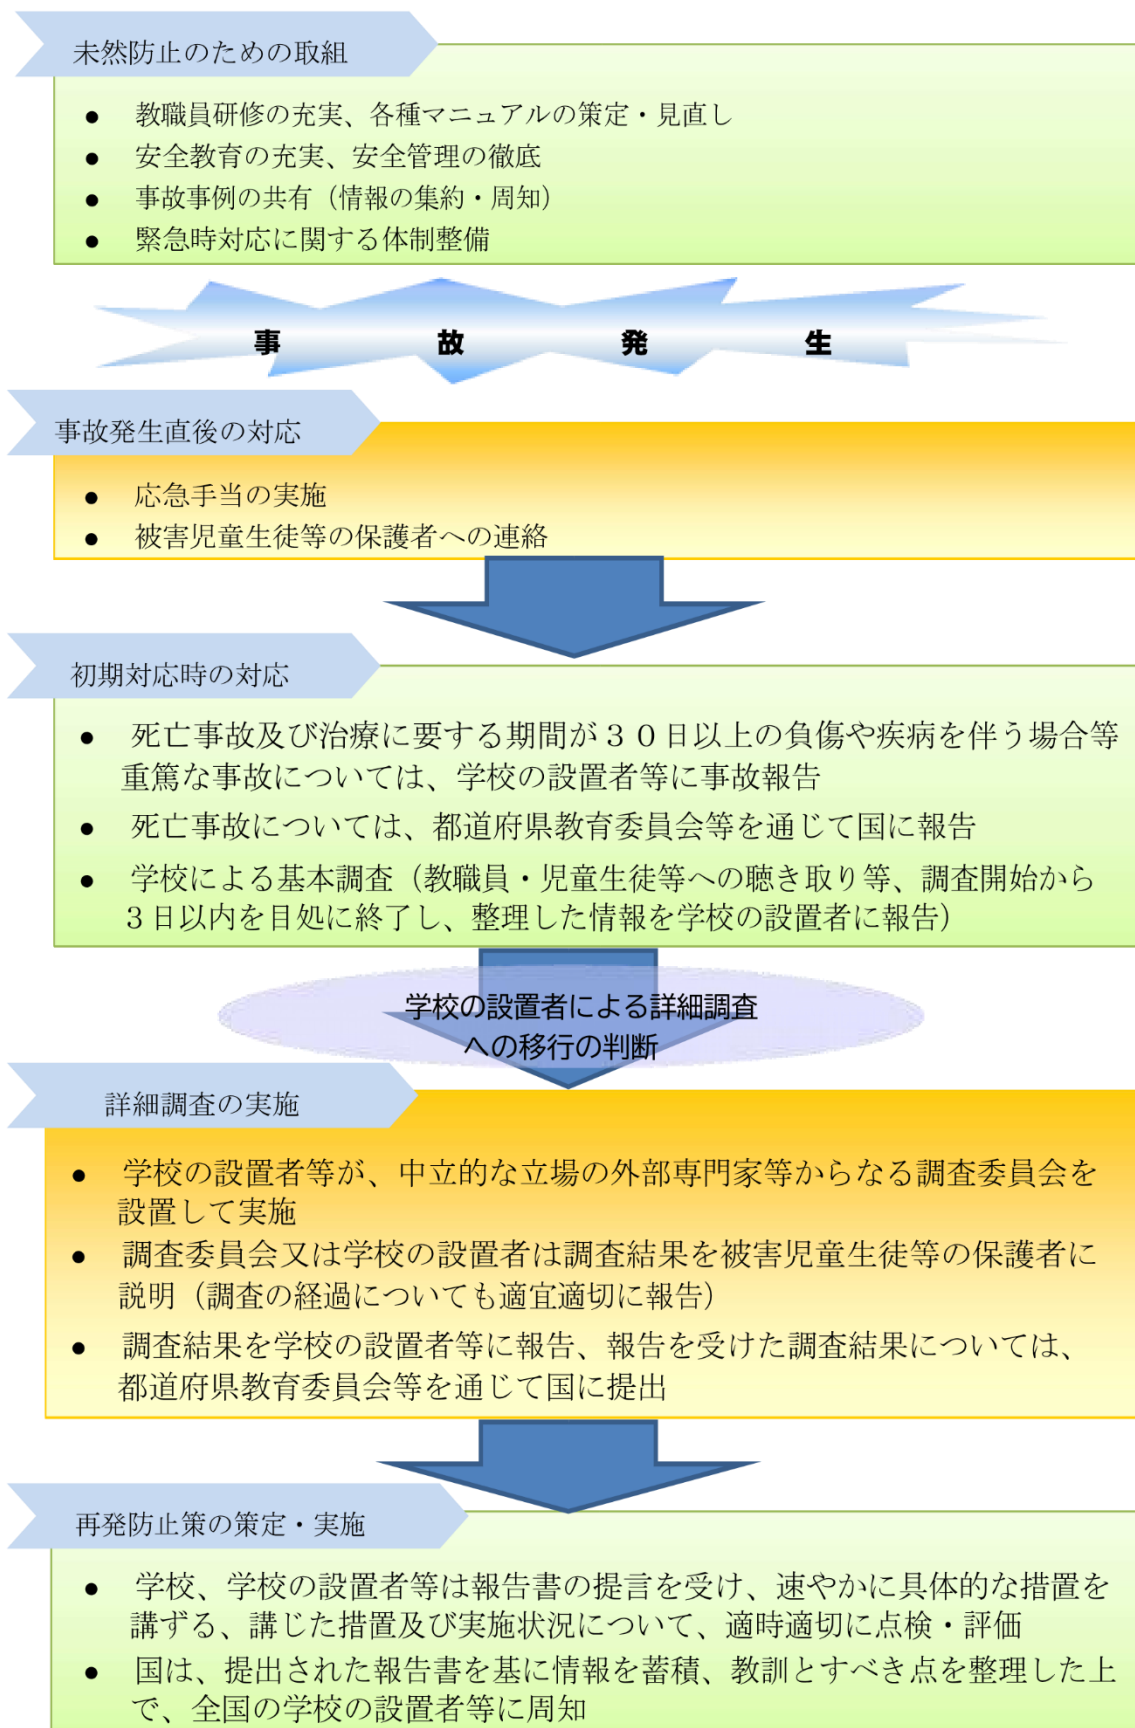 未然防止のための取組
● 教職員研修の充実、各種マニュアルの策定・見直し
● 安全教育の充実、安全管理の徹底
● 事故事例の共有（情報の集約・周知）
● 緊急時対応に関する体制整備
事故発生
事故発生直後の対応
● 応急手当の実施
● 被害児童生徒等の保護者への連絡
初期対応時の対応
● 死亡事故及び治療に要する期間が３０日以上の負傷や疾病を伴う場合等
重篤な事故については、学校の設置者等に事故報告
● 死亡事故については、都道府県教育委員会等を通じて国に報告
● 学校による基本調査（教職員・児童生徒等への聴き取り等、調査開始から
３日以内を目処に終了し、整理した情報を学校の設置者に報告）
学校の設置者による詳細調査
への移行の判断
詳細調査の実施
● 学校の設置者等が、中立的な立場の外部専門家等からなる調査委員会を
設置して実施
● 調査委員会又は学校の設置者は調査結果を被害児童生徒等の保護者に
説明（調査の経過についても適宜適切に報告）
● 調査結果を学校の設置者等に報告、報告を受けた調査結果については、
都道府県教育委員会等を通じて国に提出
再発防止策の策定・実施
● 学校、学校の設置者等は報告書の提言を受け、速やかに具体的な措置を
講ずる、講じた措置及び実施状況について、適時適切に点検・評価
● 国は、提出された報告書を基に情報を蓄積、教訓とすべき点を整理した上
で、全国の学校の設置者等に周知